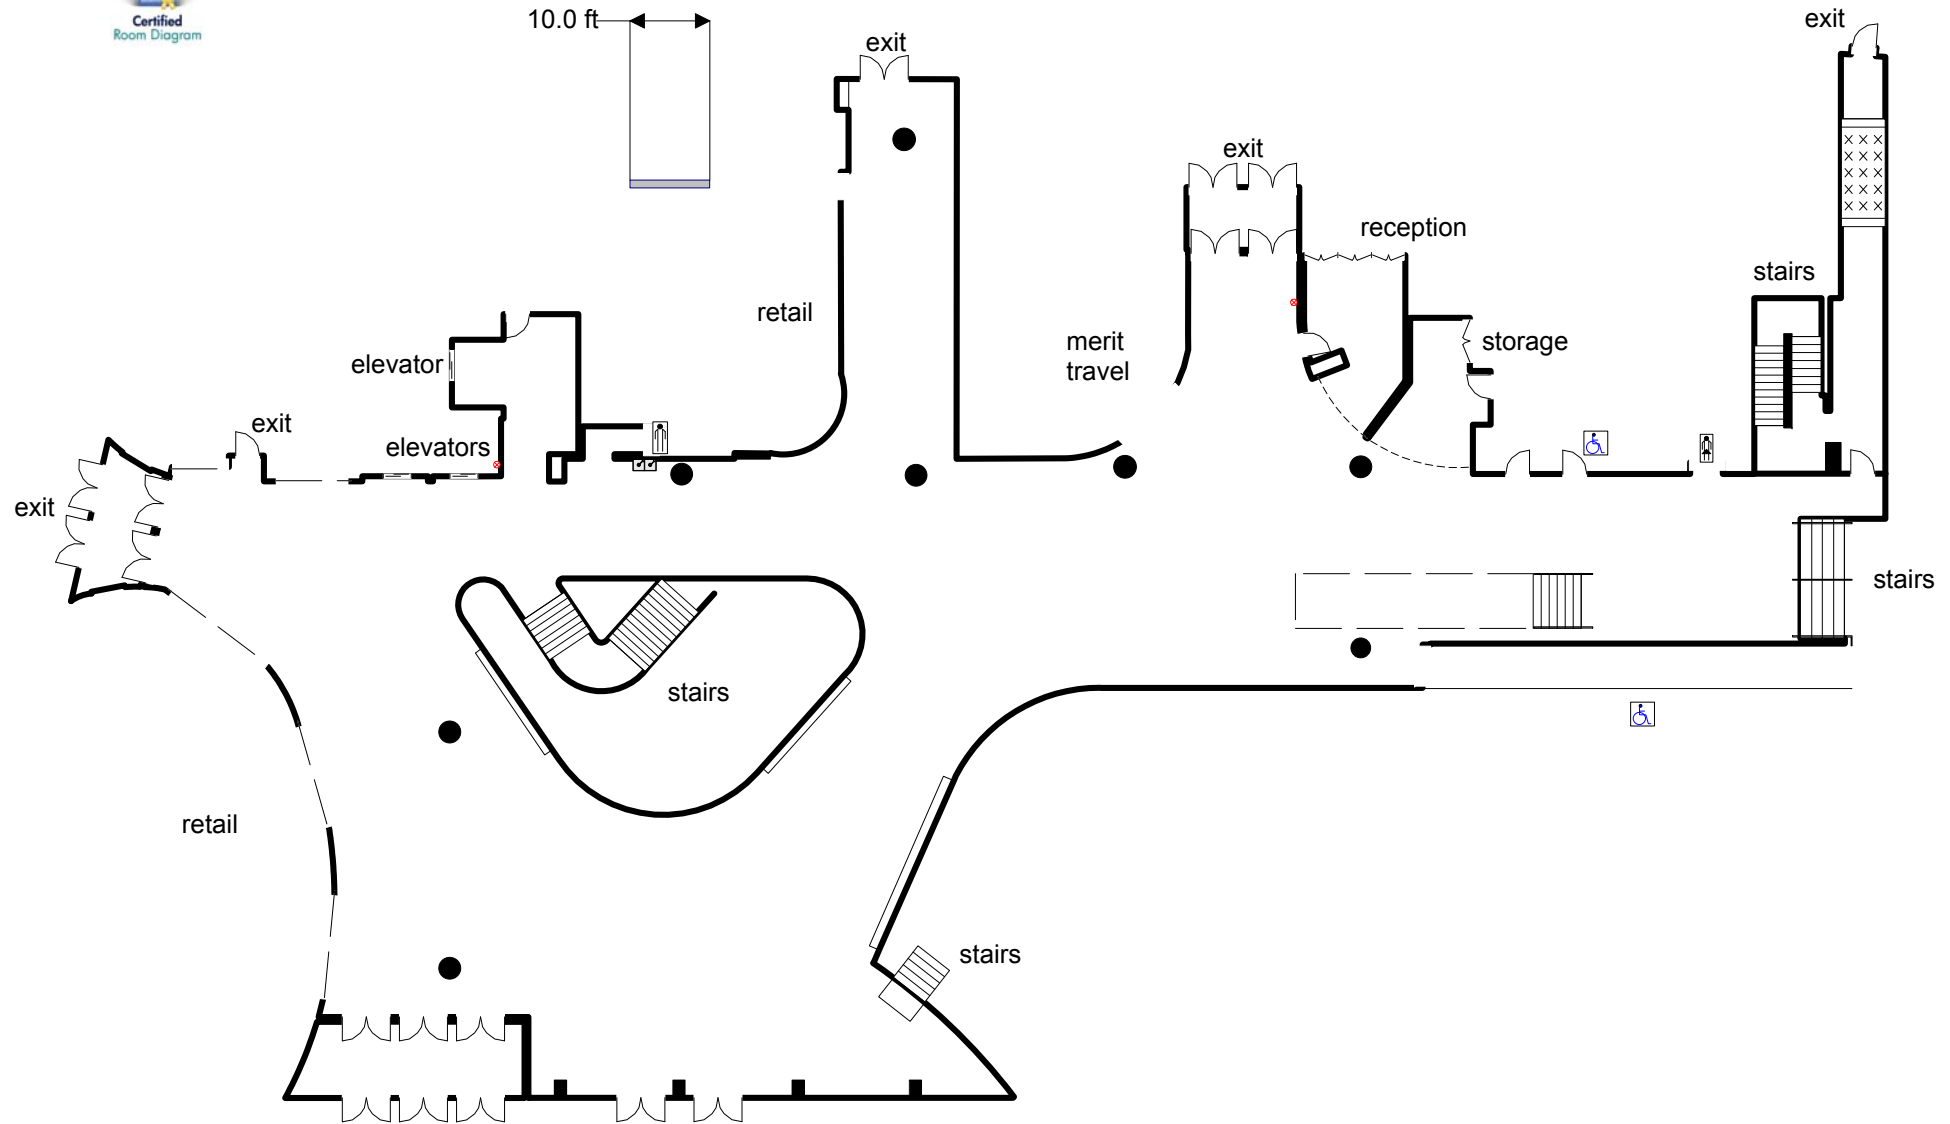 Certified
Room Diagram
10.0 ft
exit
exit
exit
reception
stairs
retail
merit
travel
storage
elevator
exit
elevators
exit
stairs
stairs
retail
stairs